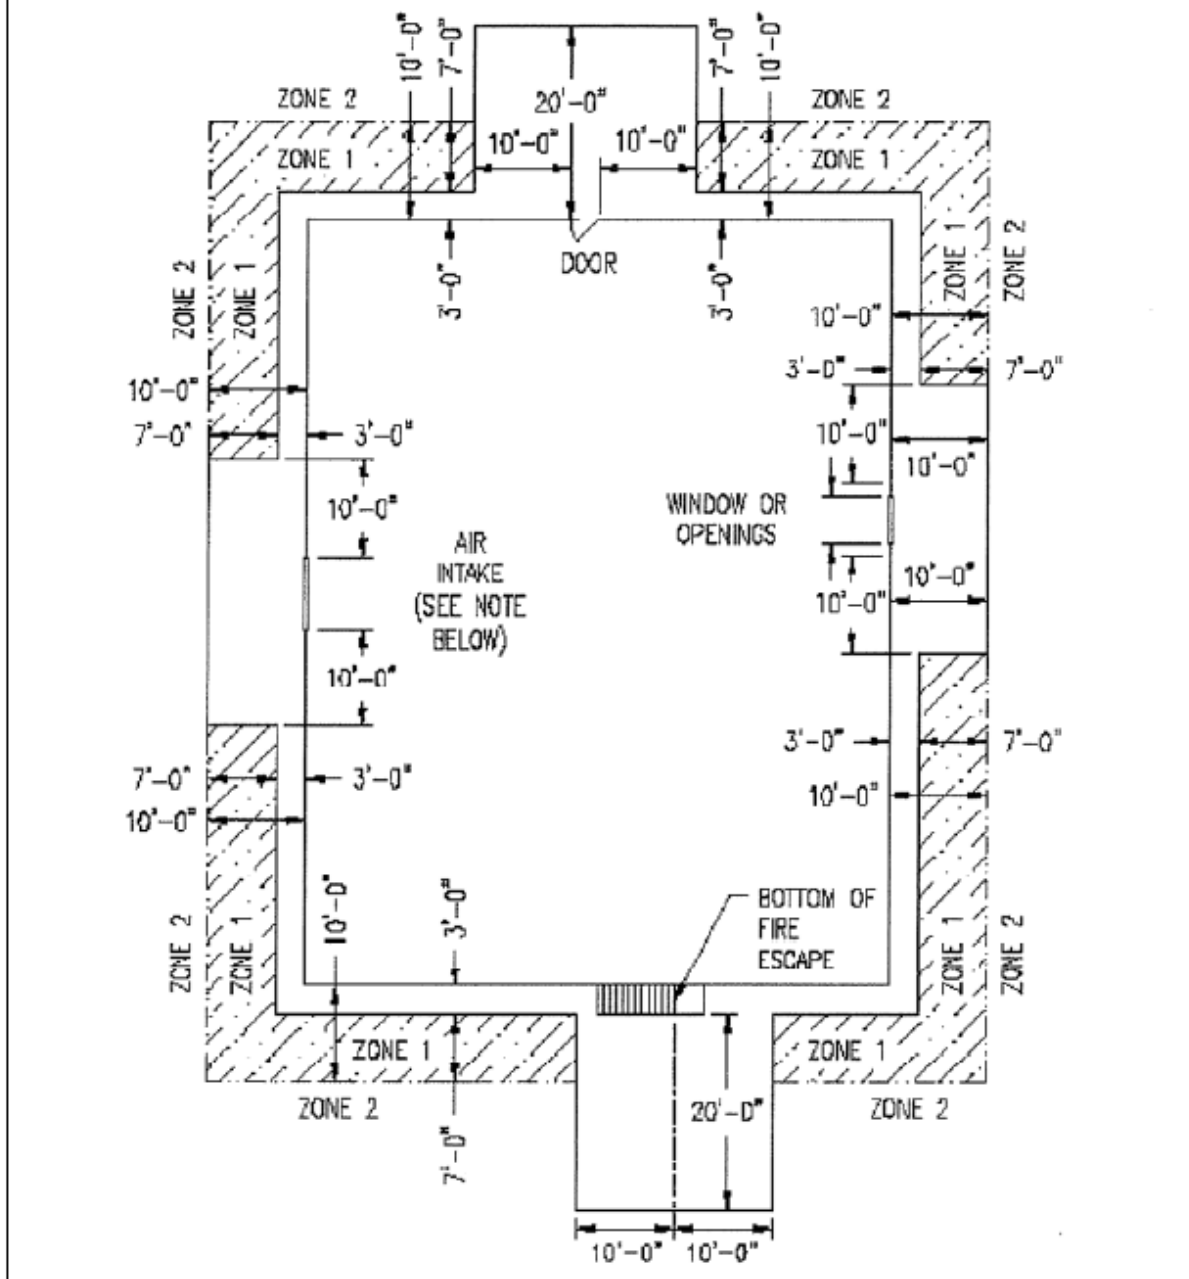 10'-0" 7'-0" 7'-0" 10'-0"
ZONE 2 20'-0" ZONE 2
10'-0" 10'-0"
ZONE 1 ZONE 1
DOOR
3'-0" 3'-0"
ZONE 2 ZONE 1 ZONE 1 ZONE 2
10'-0"
3'-0" 7'-0"
10'-0"
7'-0" 3'-0" 10'-0" 10'-0"
10'-0" WINDOW OR
OPENINGS
AIR
INTAKE
(SEE NOTE
BELOW)
10'-0"
10'-0"
10'-0"
3'-0" 7'-0"
7'-0" 3'-0"
10'-0" 10'-0"
10'-0" 3'-0"
BOTTOM OF
FIRE
ESCAPE
ZONE 2 ZONE 1 ZONE 1 ZONE 2
ZONE 1 ZONE 1
ZONE 2 20'-0" ZONE 2
7'-0"
10'-0" 10'-0"